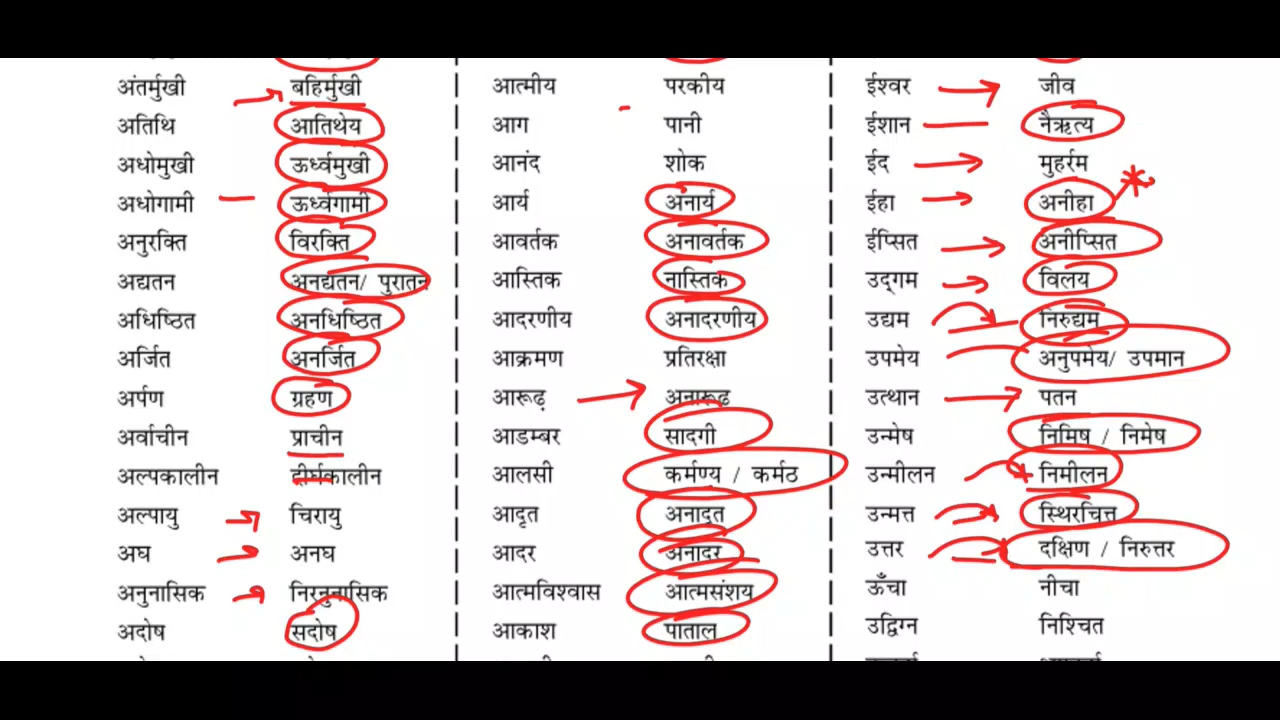 अंतर्मुखी बहिर्मुखी
अतिथि आतिथेय
अधोमुखी ऊर्ध्वमुखी
अधोगामी ऊर्ध्वगामी
अनुरक्ति विरक्ति
अद्यतन अनद्यतन/ पुरातन
अधिष्ठित अनधिष्ठित
अर्जित अनर्जित
अर्पण ग्रहण
अर्वाचीन प्राचीन
अल्पकालीन दीर्घकालीन
अल्पायु चिरायु
अघ अनघ
अनुनासिक निरनुनासिक
अदोष सदोष
आत्मीय परकीय
आग पानी
आनंद शोक
आर्य अनार्य
आवर्तक अनावर्तक
आस्तिक नास्तिक
आदरणीय अनादरणीय
आक्रमण प्रतिरक्षा
आरूढ़ अनारूढ़
आडम्बर सादगी
आलसी कर्मण्य / कर्मठ
आदृत अनादृत
आदर अनादर
आत्मविश्वास आत्मसंशय
आकाश पाताल
ईश्वर जीव
ईशान नैऋत्य
ईद मुहर्रम
ईहा अनीहा
ईप्सित अनीप्सित
उद्‌गम विलय
उद्यम निरुद्यम
उपमेय अनुपमेय/ उपमान
उत्थान पतन
उन्मेष निमिष / निमेष
उन्मीलन निमीलन
उन्मत्त स्थिरचित्त
उत्तर दक्षिण / निरुत्तर
ऊँचा नीचा
उद्विग्न निश्चित